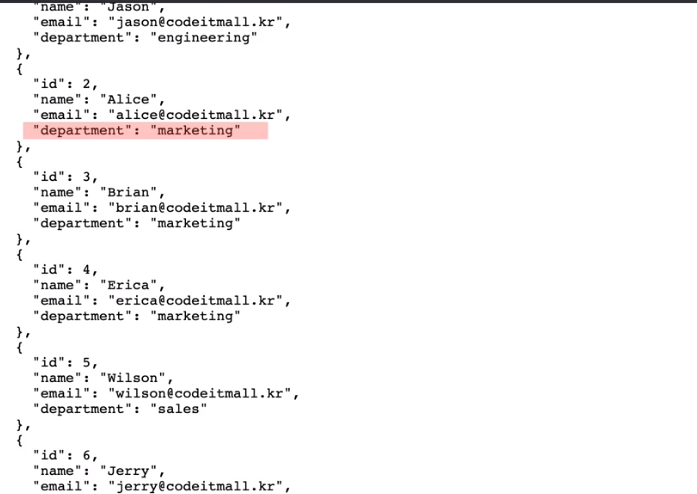 "name": "Jason",
"email": "jason@codeitmall.kr",
"department": "engineering"
},
{
"id": 2,
"name": "Alice",
"email": "alice@codeitmall.kr",
"department": "marketing"
},
{
"id": 3,
"name": "Brian",
"email": "brian@codeitmall.kr",
"department": "marketing"
},
{
"id": 4,
"name": "Erica",
"email": "erica@codeitmall.kr",
"department": "marketing"
},
{
"id": 5,
"name": "Wilson",
"email": "wilson@codeitmall.kr",
"department": "sales"
},
{
"id": 6,
"name": "Jerry",
"email": "jerry@codeitmall.kr",